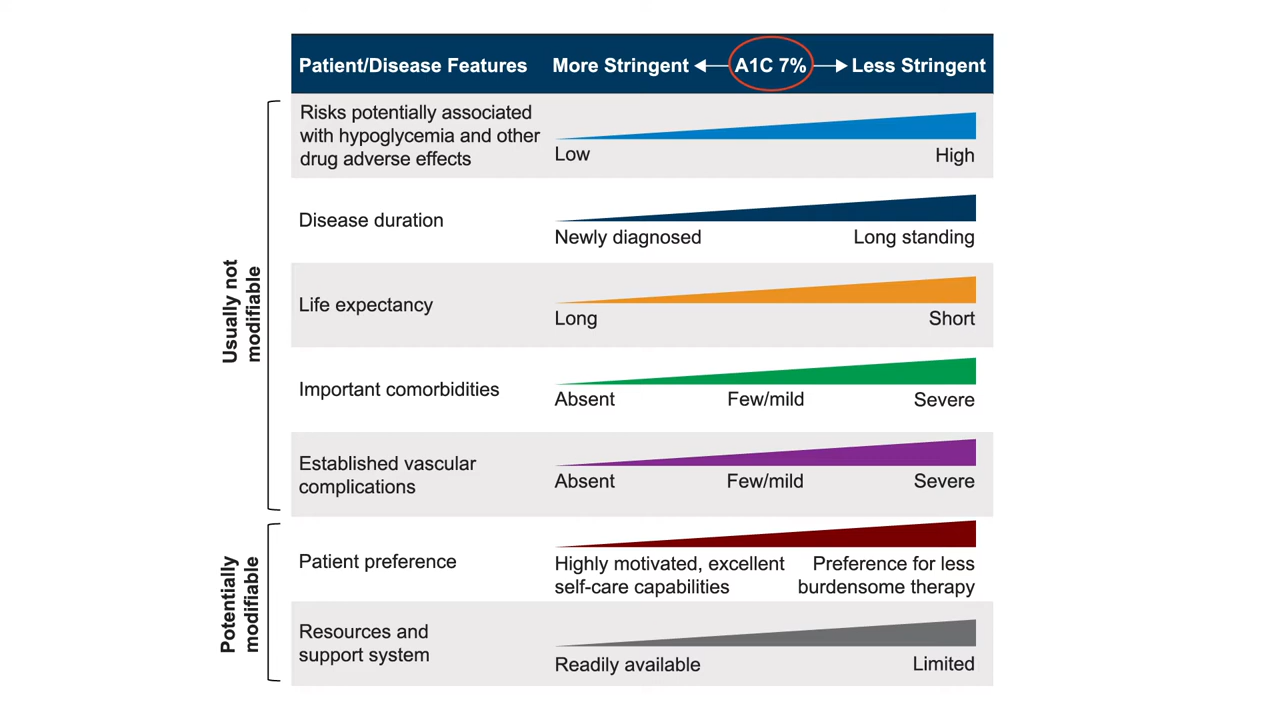 Patient/Disease Features More Stringent A1C 7% Less Stringent
Usually not
modifiable
Risks potentially associated
with hypoglycemia and other
drug adverse effects
Low High
Disease duration
Newly diagnosed Long standing
Life expectancy
Long Short
Important comorbidities
Absent Few/mild Severe
Established vascular
complications
Absent Few/mild Severe
Potentially
modifiable
Patient preference
Highly motivated, excellent
self-care capabilities
Preference for less
burdensome therapy
Resources and
support system
Readily available Limited